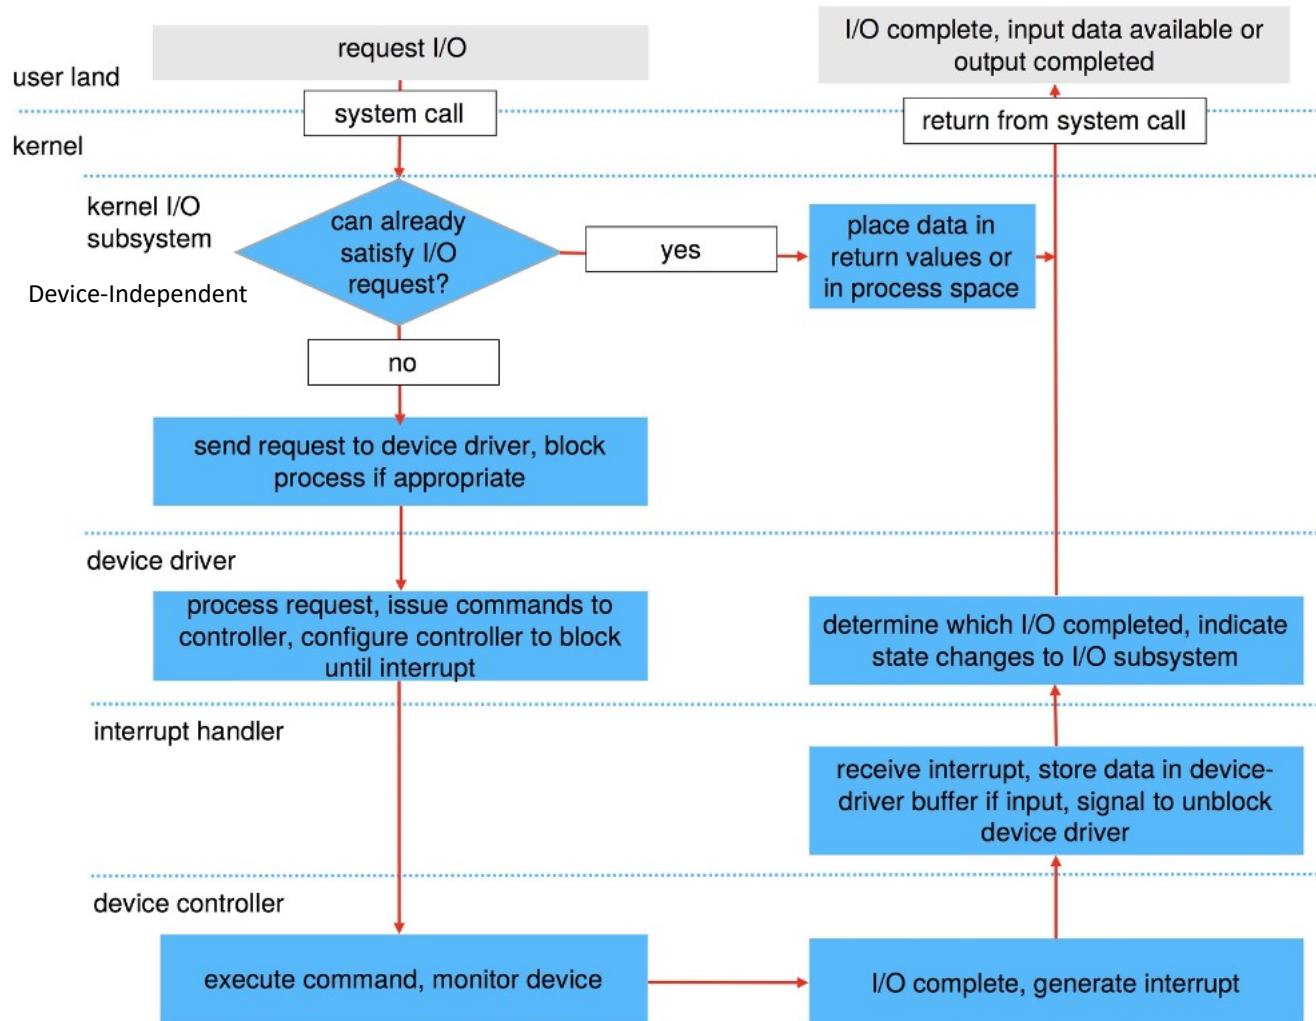 request I/O
I/O complete, input data available or
output completed
user land
system call
return from system call
kernel
kernel I/O
subsystem
can already
satisfy I/O
request?
yes
place data in
return values or
in process space
Device-Independent
no
send request to device driver, block
process if appropriate
device driver
process request, issue commands to
controller, configure controller to block
until interrupt
determine which I/O completed, indicate
state changes to I/O subsystem
interrupt handler
receive interrupt, store data in device-
driver buffer if input, signal to unblock
device driver
device controller
execute command, monitor device
I/O complete, generate interrupt